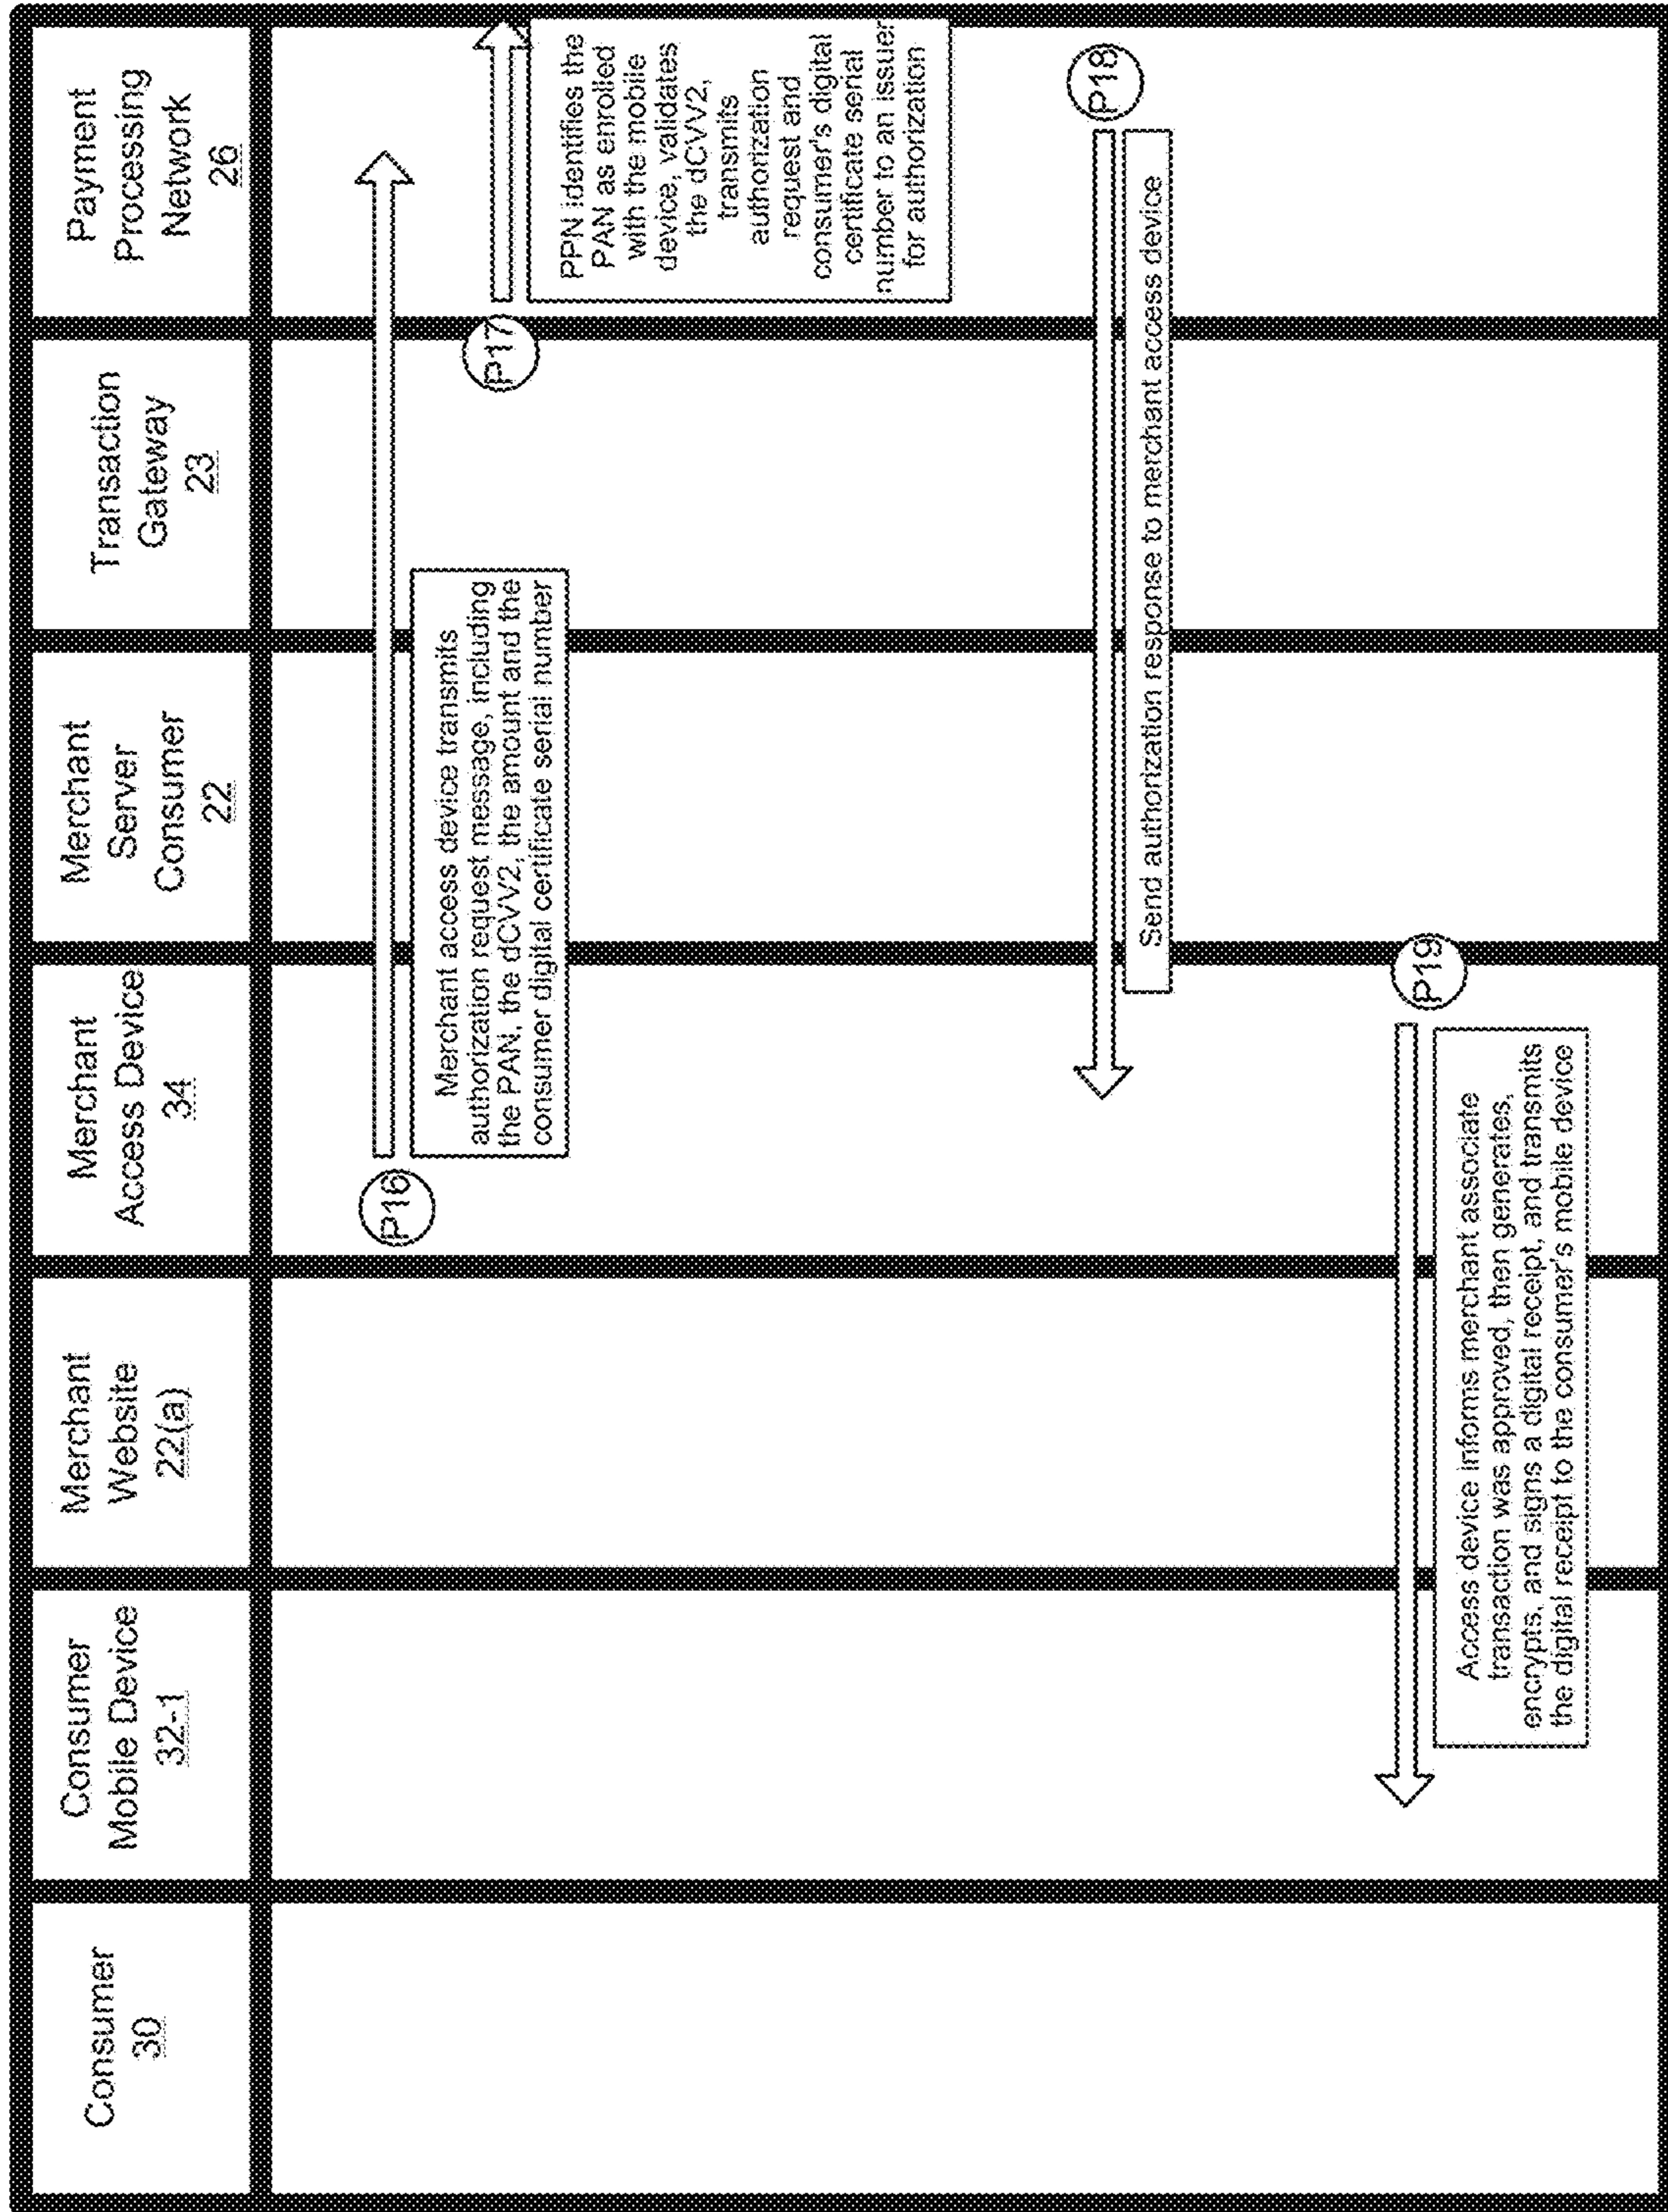 Consumer
30
Consumer
Mobile Device
32-1
Merchant
Website
22(a)
Merchant
Access Device
34
Merchant
Server
Consumer
22
Transaction
Gateway
23
Payment
Processing
Network
26
P16
Merchant access device transmits
authorization request message, including
the PAN, the dCVV2, the amount and the
consumer digital certificate serial number
P17
PPN identifies the
PAN as enrolled
with the mobile
device, validates
the dCVV2,
transmits
authorization
request and
consumer's digital
certificate serial
number to an issuer
for authorization
P18
Send authorization response to merchant access device
P19
Access device informs merchant associate
transaction was approved, then generates,
encrypts, and signs a digital receipt, and transmits
the digital receipt to the consumer's mobile device